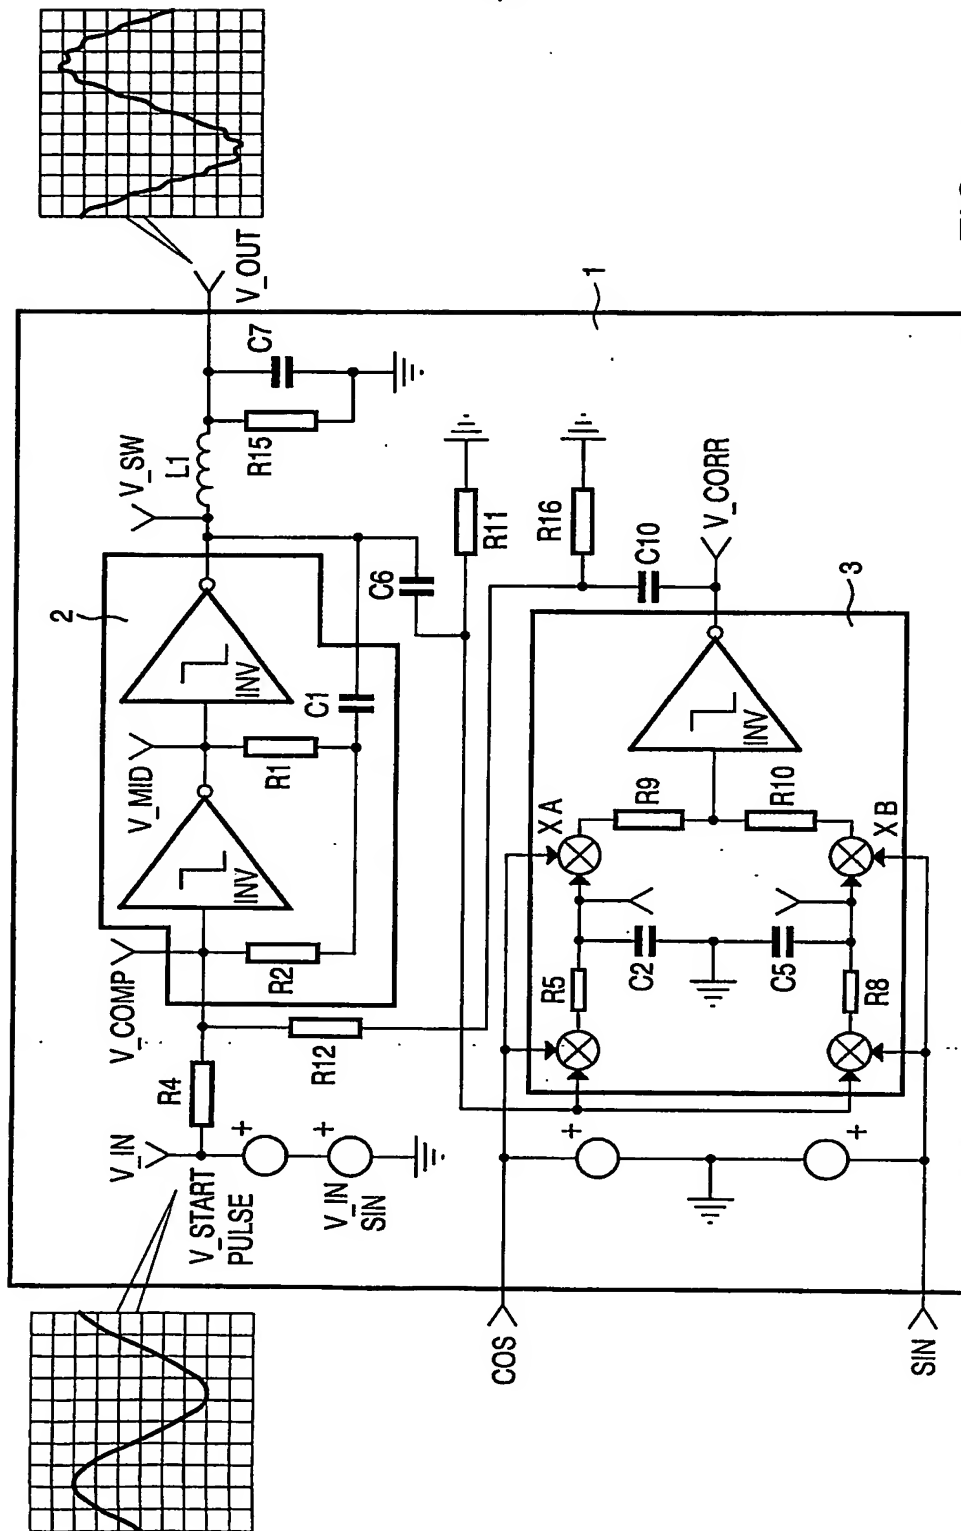 V_IN
V_START
PULSE
V_IN
SIN
R4
V_COMP
R12
R2
INV
V_MID
R1
C1
INV
2
V_SW
L1
C6
R15
C7
V_OUT
R11
R16
C10
V_CORR
1
COS
SIN
R5
C2
C5
R8
XA
R9
R10
XB
INV
3